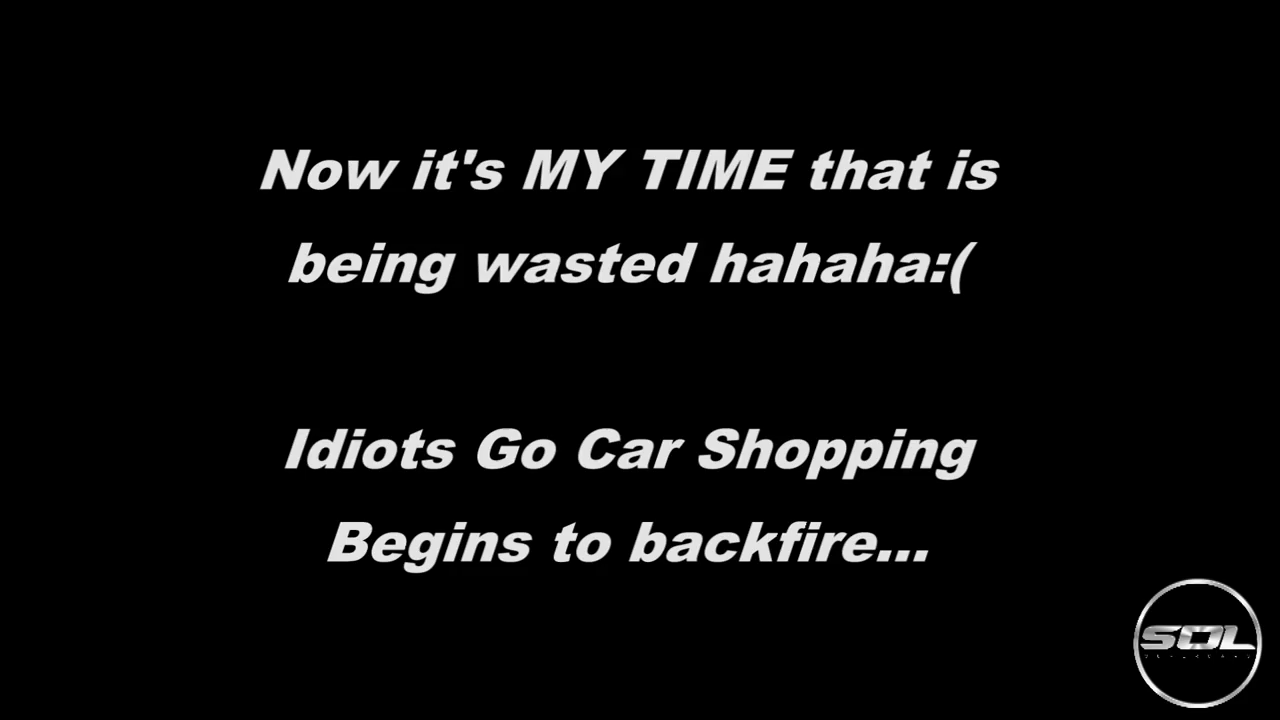 Now it's MY TIME that is
being wasted hahaha:(
Idiots Go Car Shopping
Begins to backfire...
SOL